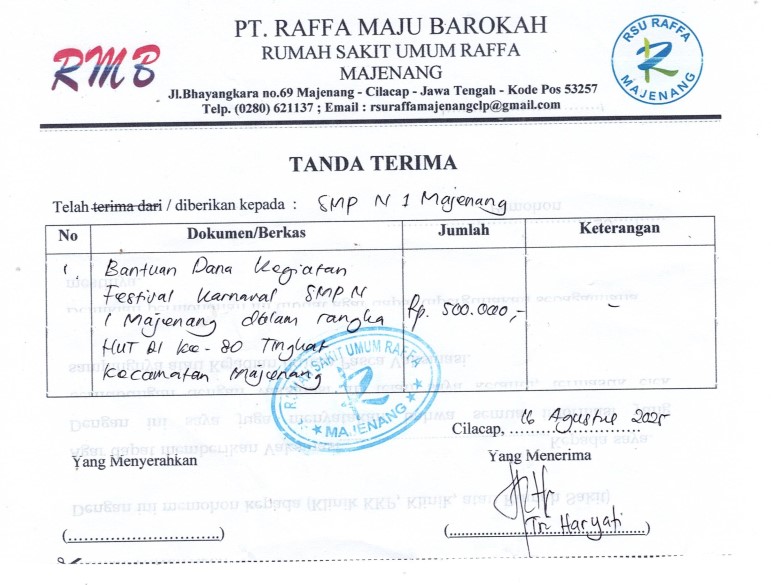 RMB
PT. RAFFA MAJU BAROKAH
RUMAH SAKIT UMUM RAFFA
MAJENANG
Jl.Bhayangkara no.69 Majenang - Cilacap - Jawa Tengah - Kode Pos 53257
Telp. (0280) 621137 ; Email : rsuraffamajenangclp@gmail.com
RSU RAFFA
MAJENANG
TANDA TERIMA
Telah terima dari / diberikan kepada : SMP N 1 Majenang
No Dokumen/Berkas Jumlah Keterangan
1. Bantuan Dana Kegiatan
Festival Karnaval SMP N
1 Majenang dalam rangka Rp. 500.000,- -
HUT RI ke-80 Tingkat
Kecamatan Majenang
RUMAH SAKIT UMUM RAFFA
MAJENANG
Cilacap, 16 Agustus 2025
Yang Menyerahkan Yang Menerima
(..............................) (Tri Haryati)